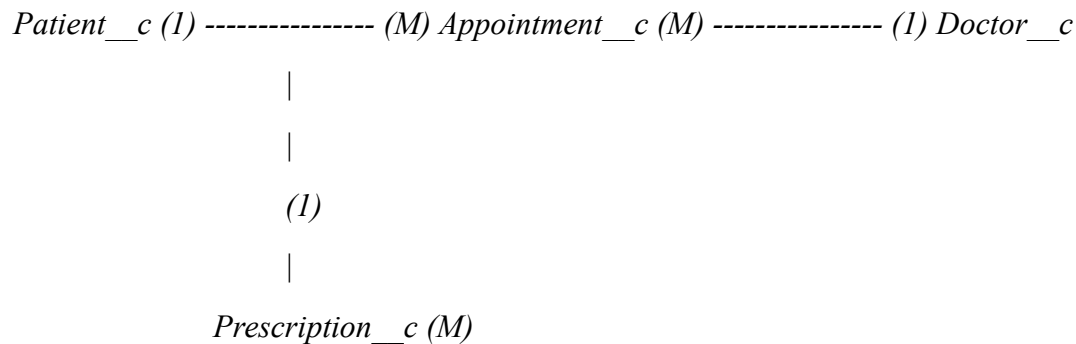 Patient__c (1) ---------------- (M) Appointment__c (M) ---------------- (1) Doctor__c
|
|
(1)
|
Prescription__c (M)